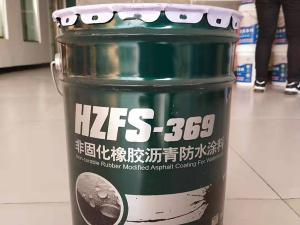 HZFS-369
非固化橡胶沥青防水涂料
Non-curable Rubber Modified Asphalt Coating For